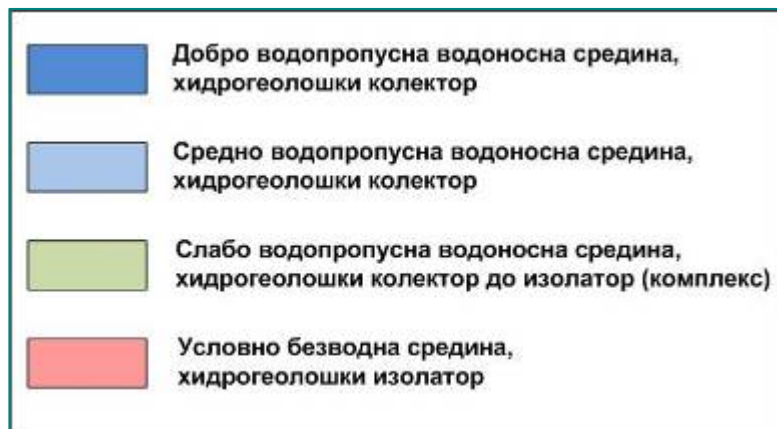 Добро водопропусна водоносна средина,
хидрогеолошки колектор
Средно водопропусна водоносна средина,
хидрогеолошки колектор
Слабо водопропусна водоносна средина,
хидрогеолошки колектор до изолатор (комплекс)
Условно безводна средина,
хидрогеолошки изолатор